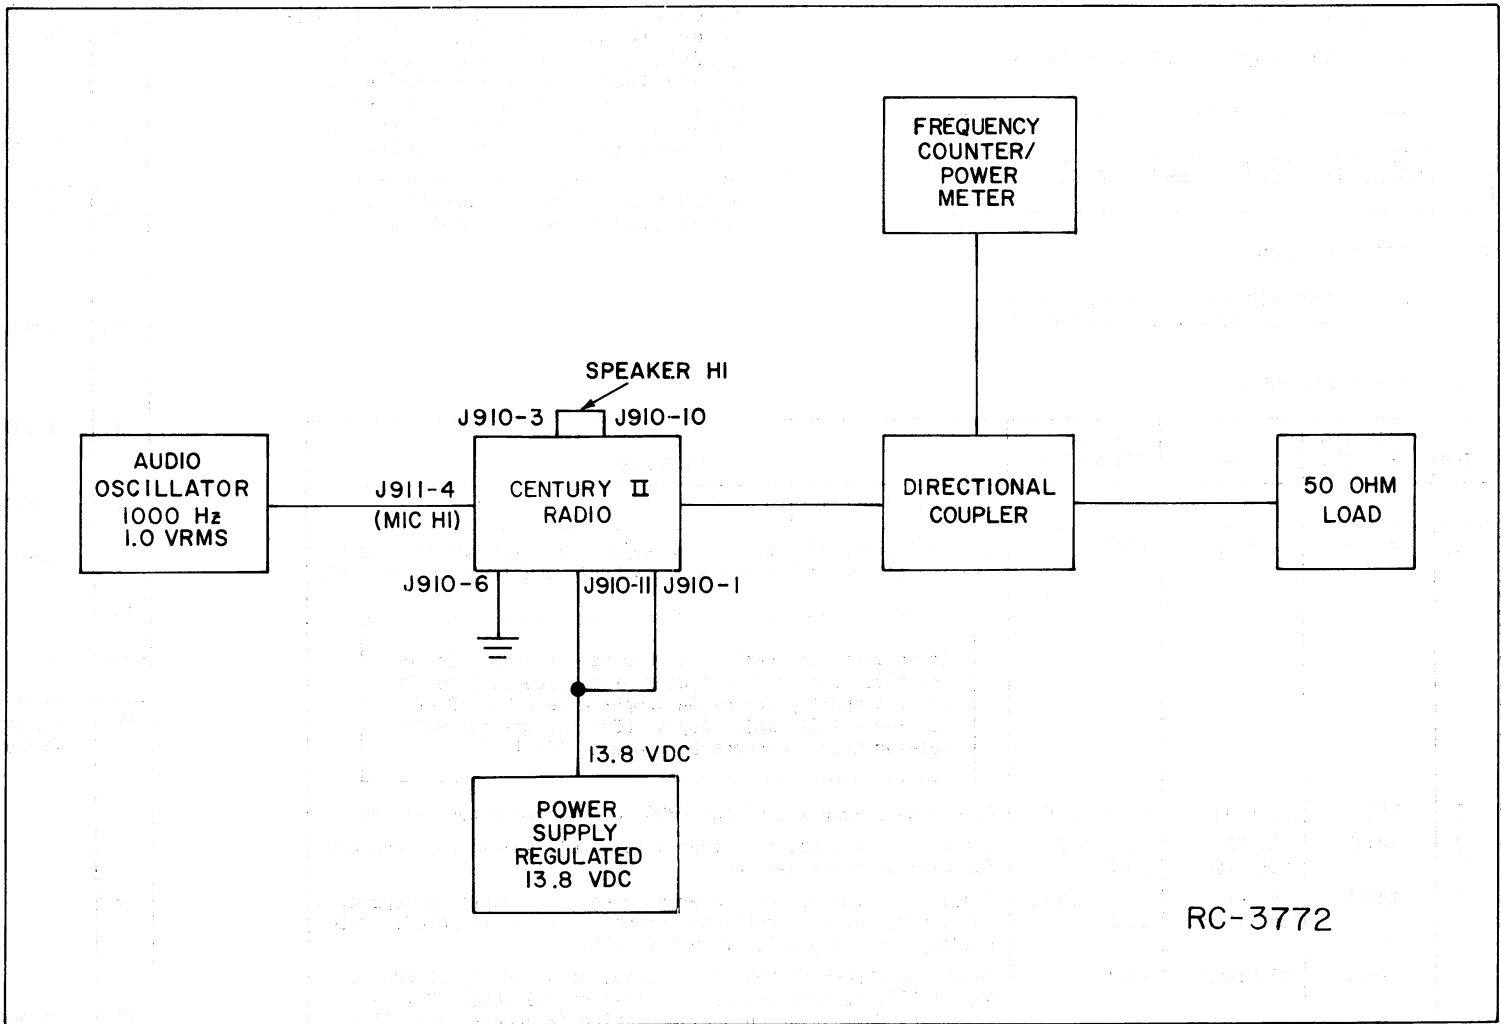 FREQUENCY
COUNTER/
POWER
METER
SPEAKER HI
J910-3
J910-10
AUDIO
OSCILLATOR
1000 Hz
1.0 VRMS
J911-4
(MIC HI)
CENTURY II
RADIO
DIRECTIONAL
COUPLER
50 OHM
LOAD
J910-6
J910-11
J910-1
13.8 VDC
POWER
SUPPLY
REGULATED
13.8 VDC
RC-3772